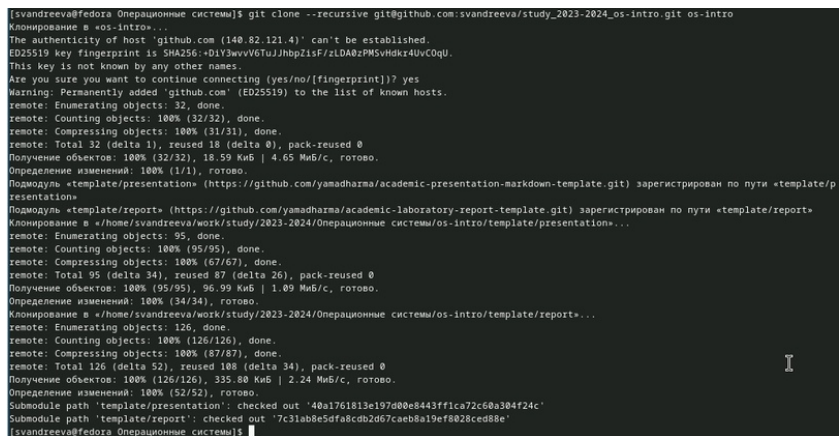 [svandreeva@fedora Операционные системы]$ git clone --recursive git@github.com:svandreeva/study_2023-2024_os-intro.git os-intro
Клонирование в «os-intro»...
The authenticity of host 'github.com (140.82.121.4)' can't be established.
ED25519 key fingerprint is SHA256:+DiY3wvvV6TuJJhbpZisF/zLDA0zPMSvHdkr4UvCOqU.
This key is not known by any other names.
Are you sure you want to continue connecting (yes/no/[fingerprint])? yes
Warning: Permanently added 'github.com' (ED25519) to the list of known hosts.
remote: Enumerating objects: 32, done.
remote: Counting objects: 100% (32/32), done.
remote: Compressing objects: 100% (31/31), done.
remote: Total 32 (delta 1), reused 18 (delta 0), pack-reused 0
Получение объектов: 100% (32/32), 18.59 КиБ | 4.65 МиБ/с, готово.
Определение изменений: 100% (1/1), готово.
Подмодуль «template/presentation» (https://github.com/yamadharma/academic-presentation-markdown-template.git) зарегистрирован по пути «template/p
resentation»
Подмодуль «template/report» (https://github.com/yamadharma/academic-laboratory-report-template.git) зарегистрирован по пути «template/report»
Клонирование в «/home/svandreeva/work/study/2023-2024/Операционные системы/os-intro/template/presentation»...
remote: Enumerating objects: 95, done.
remote: Counting objects: 100% (95/95), done.
remote: Compressing objects: 100% (67/67), done.
remote: Total 95 (delta 34), reused 87 (delta 26), pack-reused 0
Получение объектов: 100% (95/95), 96.99 КиБ | 1.09 МиБ/с, готово.
Определение изменений: 100% (34/34), готово.
Клонирование в «/home/svandreeva/work/study/2023-2024/Операционные системы/os-intro/template/report»...
remote: Enumerating objects: 126, done.
remote: Counting objects: 100% (126/126), done.
remote: Compressing objects: 100% (87/87), done.
remote: Total 126 (delta 52), reused 108 (delta 34), pack-reused 0
Получение объектов: 100% (126/126), 335.80 КиБ | 2.24 МиБ/с, готово.
Определение изменений: 100% (52/52), готово.
Submodule path 'template/presentation': checked out '40a1761813e197d00e8443ff1ca72c60a304f24c'
Submodule path 'template/report': checked out '7c31ab8e5dfa8cdb2d67caeb8a19ef8028ced88e'
[svandreeva@fedora Операционные системы]$